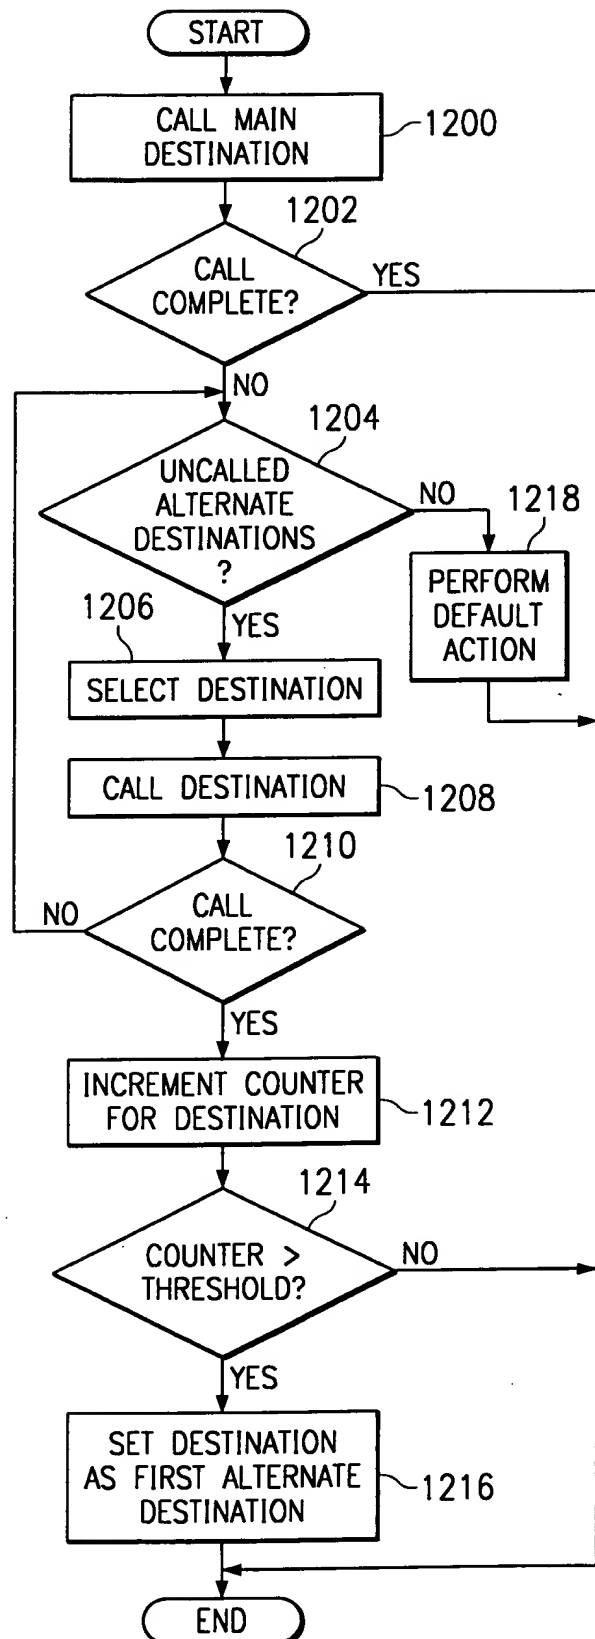 START
CALL MAIN
DESTINATION
1200
1202
CALL
COMPLETE?
YES
NO
1204
UNCALLED
ALTERNATE
DESTINATIONS
?
NO
1218
PERFORM
DEFAULT
ACTION
1206
YES
SELECT DESTINATION
CALL DESTINATION
1208
1210
CALL
COMPLETE?
NO
YES
INCREMENT COUNTER
FOR DESTINATION
1212
1214
COUNTER >
THRESHOLD?
NO
YES
SET DESTINATION
AS FIRST ALTERNATE
DESTINATION
1216
END